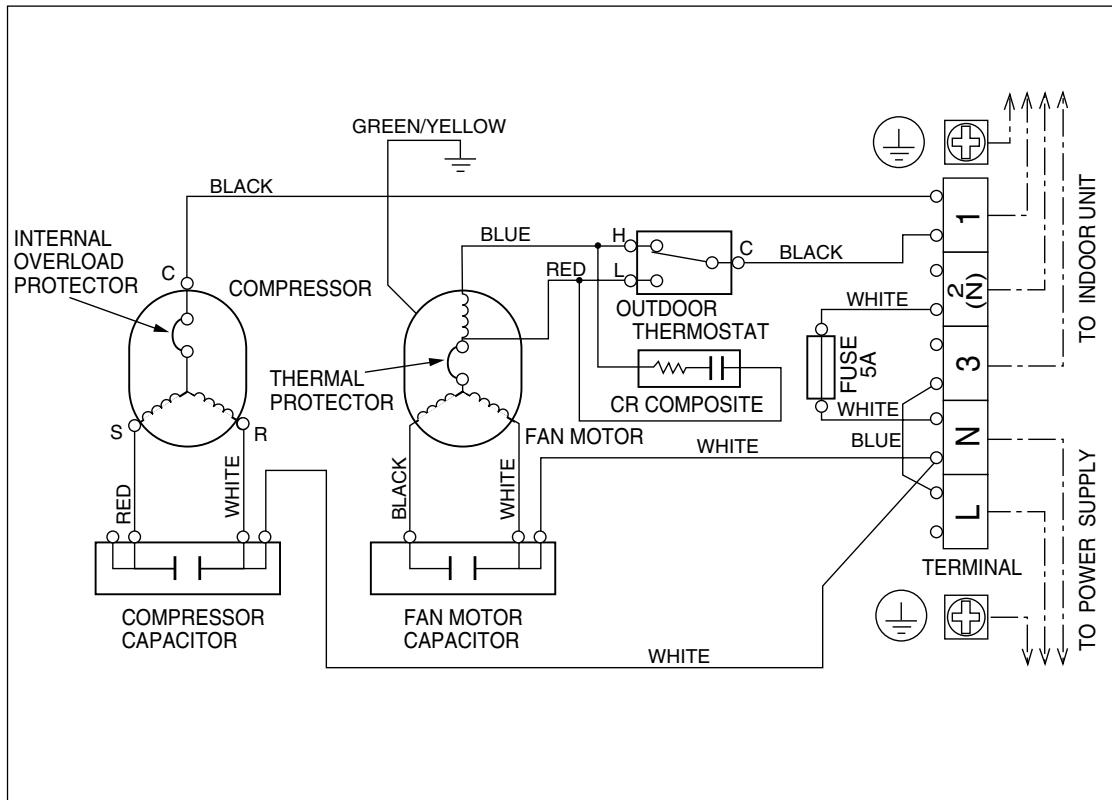 GREEN/YELLOW
BLACK
INTERNAL
OVERLOAD
PROTECTOR
C
COMPRESSOR
BLUE
H
RED
L
C
BLACK
OUTDOOR
THERMOSTAT
THERMAL
PROTECTOR
CR COMPOSITE
FAN MOTOR
S
R
RED
WHITE
BLACK
WHITE
WHITE
FUSE
5A
WHITE
BLUE
WHITE
1
2
(N)
3
N
L
TERMINAL
TO INDOOR UNIT
TO POWER SUPPLY
COMPRESSOR
CAPACITOR
FAN MOTOR
CAPACITOR
WHITE